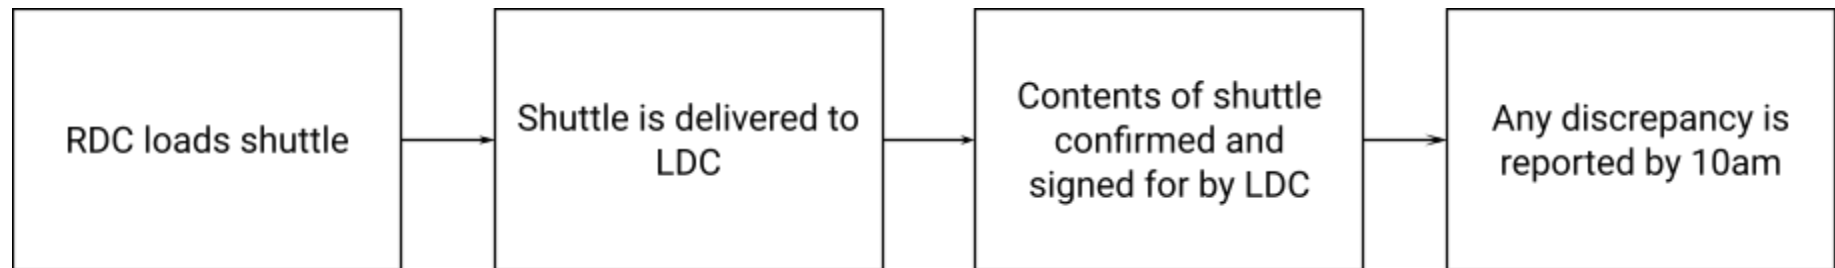 RDC loads shuttle
Shuttle is delivered to
LDC
Contents of shuttle
confirmed and
signed for by LDC
Any discrepancy is
reported by 10am